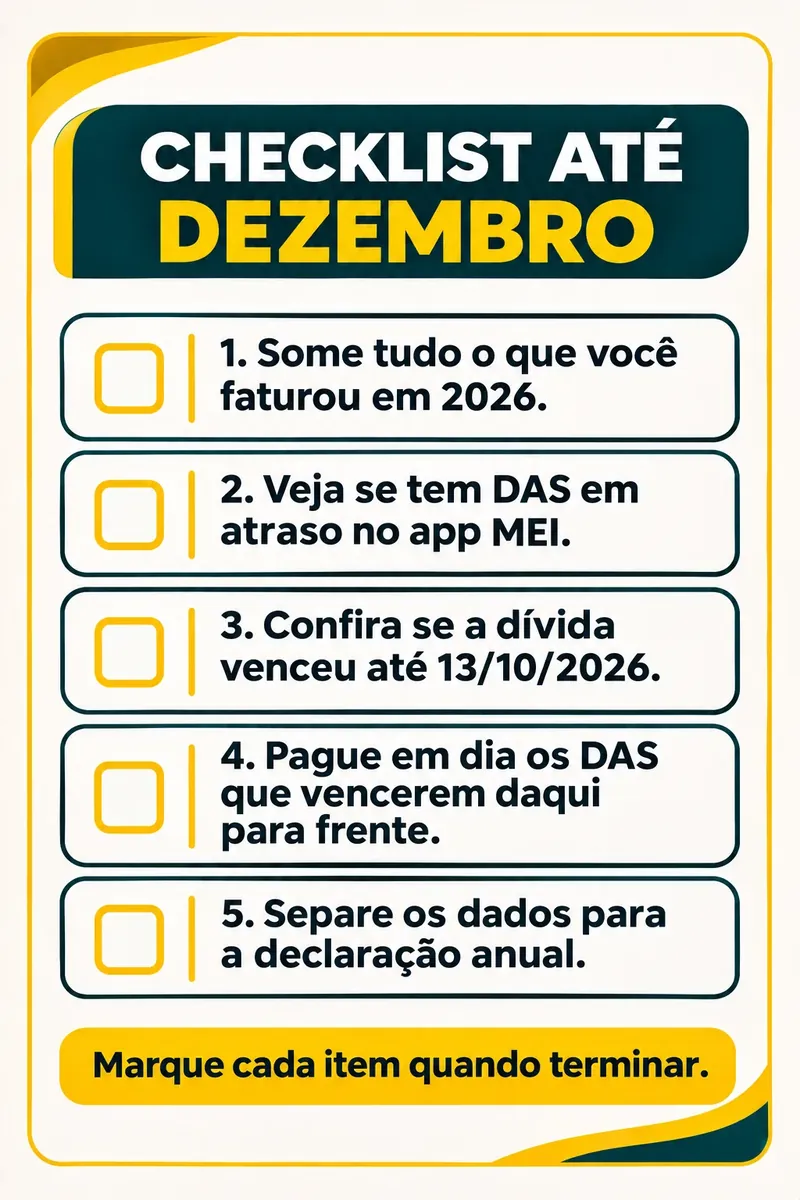 CHECKLIST ATÉ
DEZEMBRO
1. Some tudo o que você
faturou em 2026.
2. Veja se tem DAS em
atraso no app MEI.
3. Confira se a dívida
venceu até 13/10/2026.
4. Pague em dia os DAS
que vencerem daqui
para frente.
5. Separe os dados para
a declaração anual.
Marque cada item quando terminar.